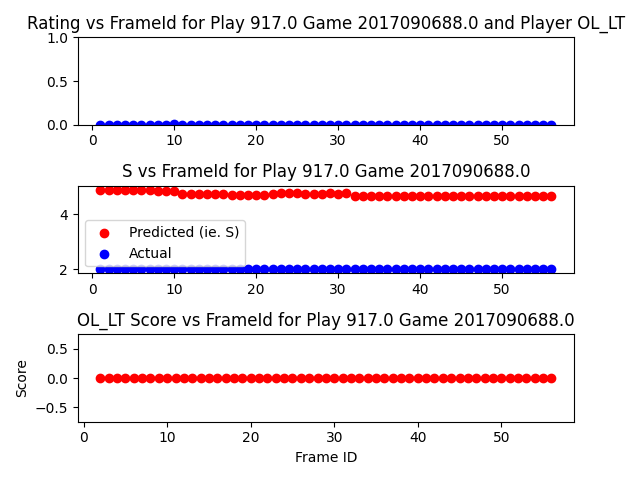 Rating vs FrameId for Play 917.0 Game 2017090688.0 and Player OL_LT
1.0
0.5
0.0
0 10 20 30 40 50
S vs FrameId for Play 917.0 Game 2017090688.0
4
Predicted (ie. S)
Actual
2
0 10 20 30 40 50
OL_LT Score vs FrameId for Play 917.0 Game 2017090688.0
0.5
0.0
−0.5
Score
0 10 20 30 40 50
Frame ID